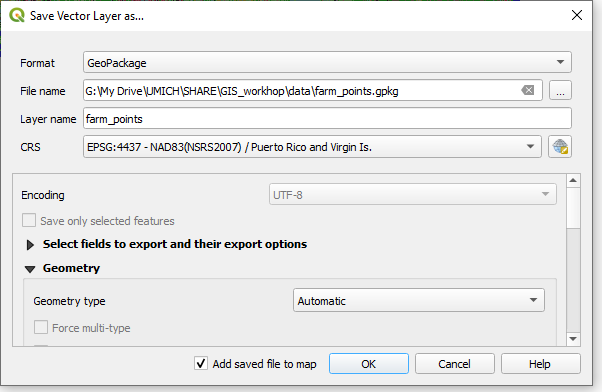 Save Vector Layer as...
Format GeoPackage
File name G:\My Drive\UMICH\SHARE\GIS_workhop\data\farm_points.gpkg ...
Layer name farm_points
CRS EPSG:4437 - NAD83(NSRS2007) / Puerto Rico and Virgin Is.
Encoding UTF-8
Save only selected features
Select fields to export and their export options
Geometry
Geometry type Automatic
Force multi-type
Add saved file to map OK Cancel Help